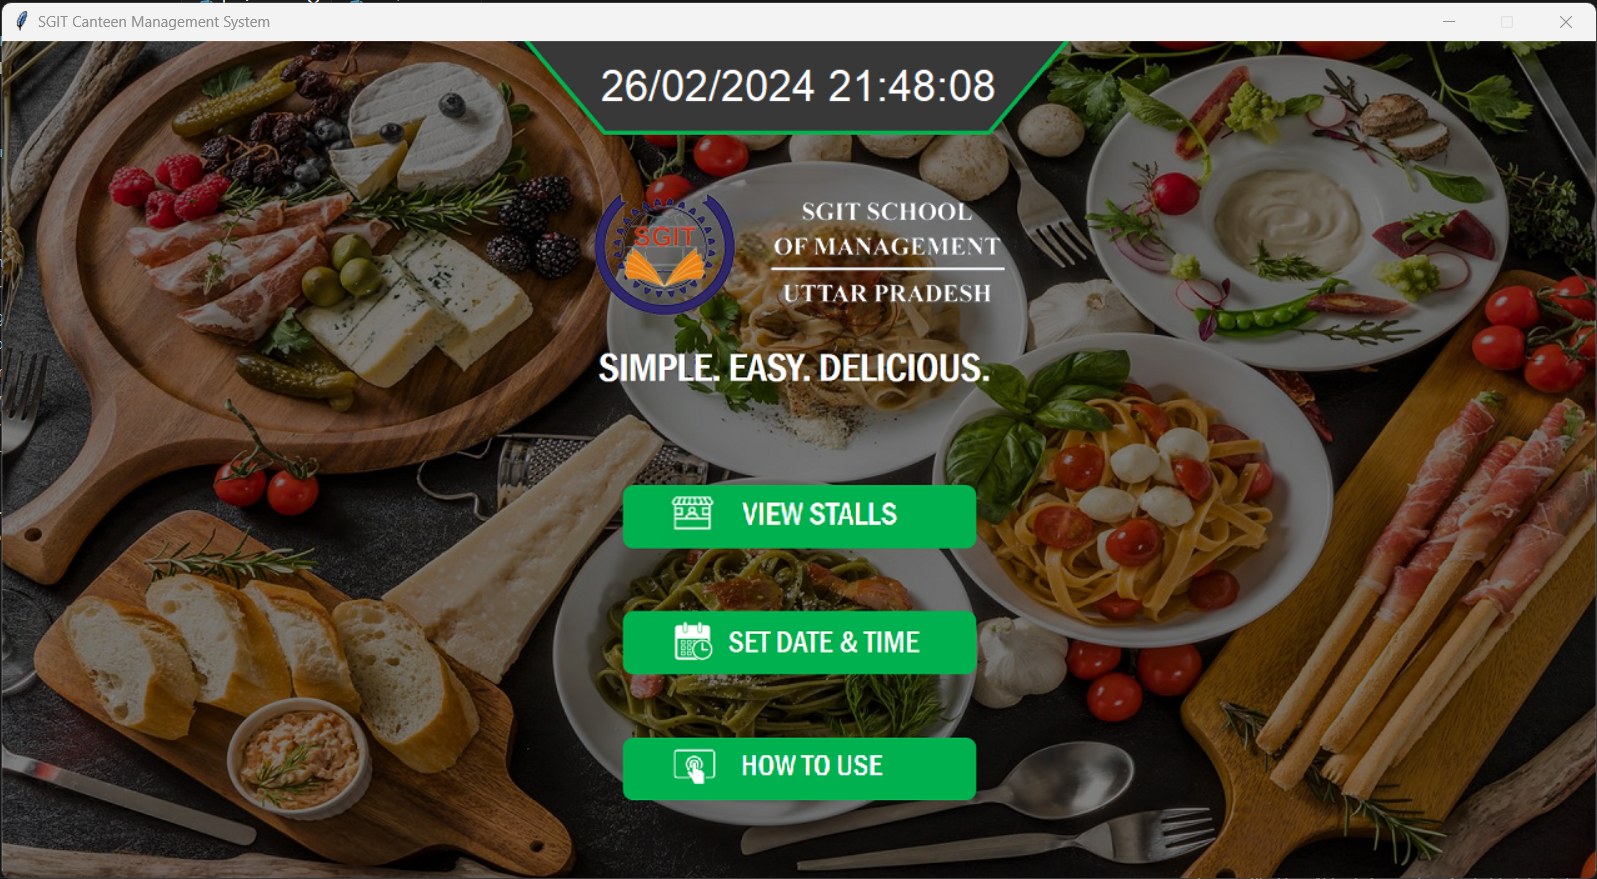 SGIT Canteen Management System
26/02/2024 21:48:08
SGIT
SGIT SCHOOL
OF MANAGEMENT
UTTAR PRADESH
SIMPLE. EASY. DELICIOUS.
VIEW STALLS
SET DATE & TIME
HOW TO USE